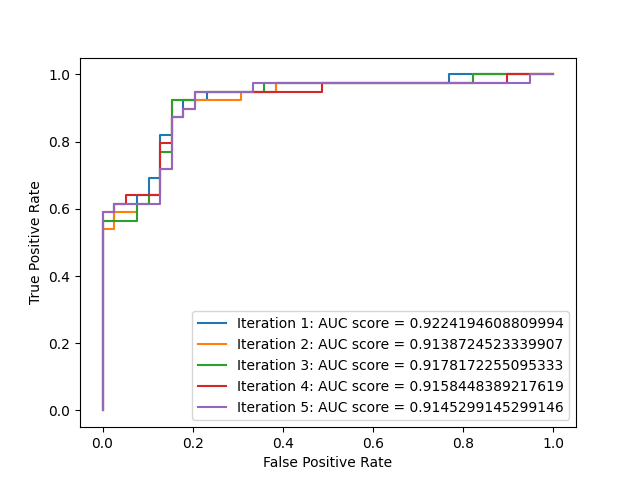 1.0
0.8
0.6
0.4
0.2
0.0
True Positive Rate
Iteration 1: AUC score = 0.9224194608809994
Iteration 2: AUC score = 0.9138724523339907
Iteration 3: AUC score = 0.9178172255095333
Iteration 4: AUC score = 0.9158448389217619
Iteration 5: AUC score = 0.9145299145299146
0.0 0.2 0.4 0.6 0.8 1.0
False Positive Rate